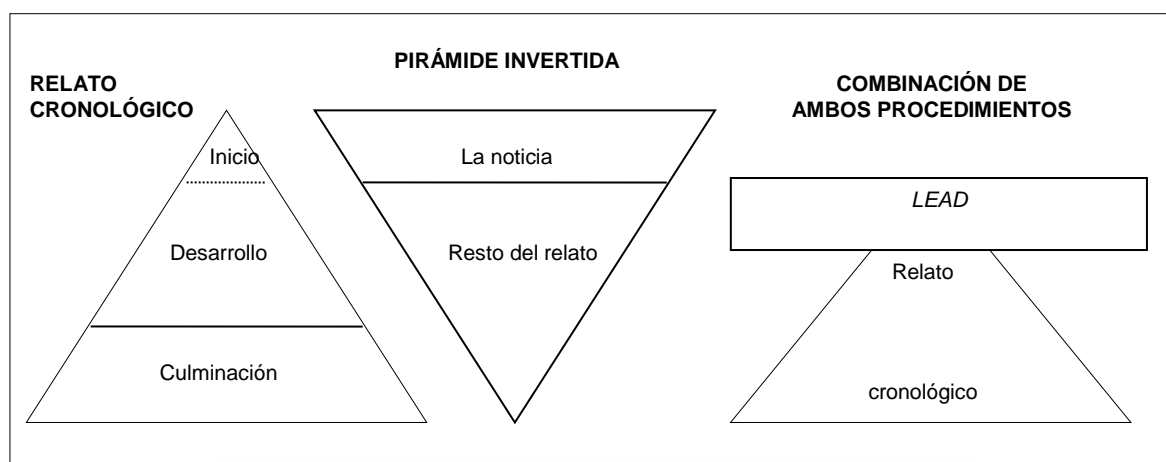 RELATO
CRONOLÓGICO
Inicio
Desarrollo
Culminación
PIRÁMIDE INVERTIDA
La noticia
Resto del relato
COMBINACIÓN DE
AMBOS PROCEDIMIENTOS
LEAD
Relato
cronológico